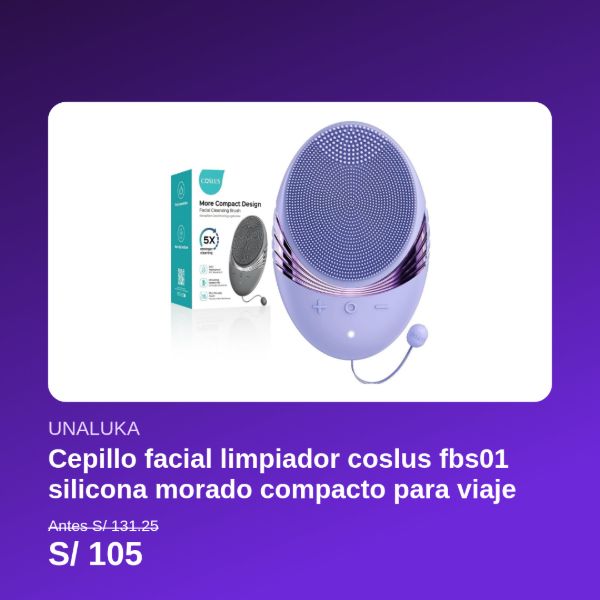 COSLUS
More Compact Design
Facial Cleansing Brush
5X
UNALUKA
Cepillo facial limpiador coslus fbs01
silicona morado compacto para viaje
Antes S/ 131.25
S/ 105